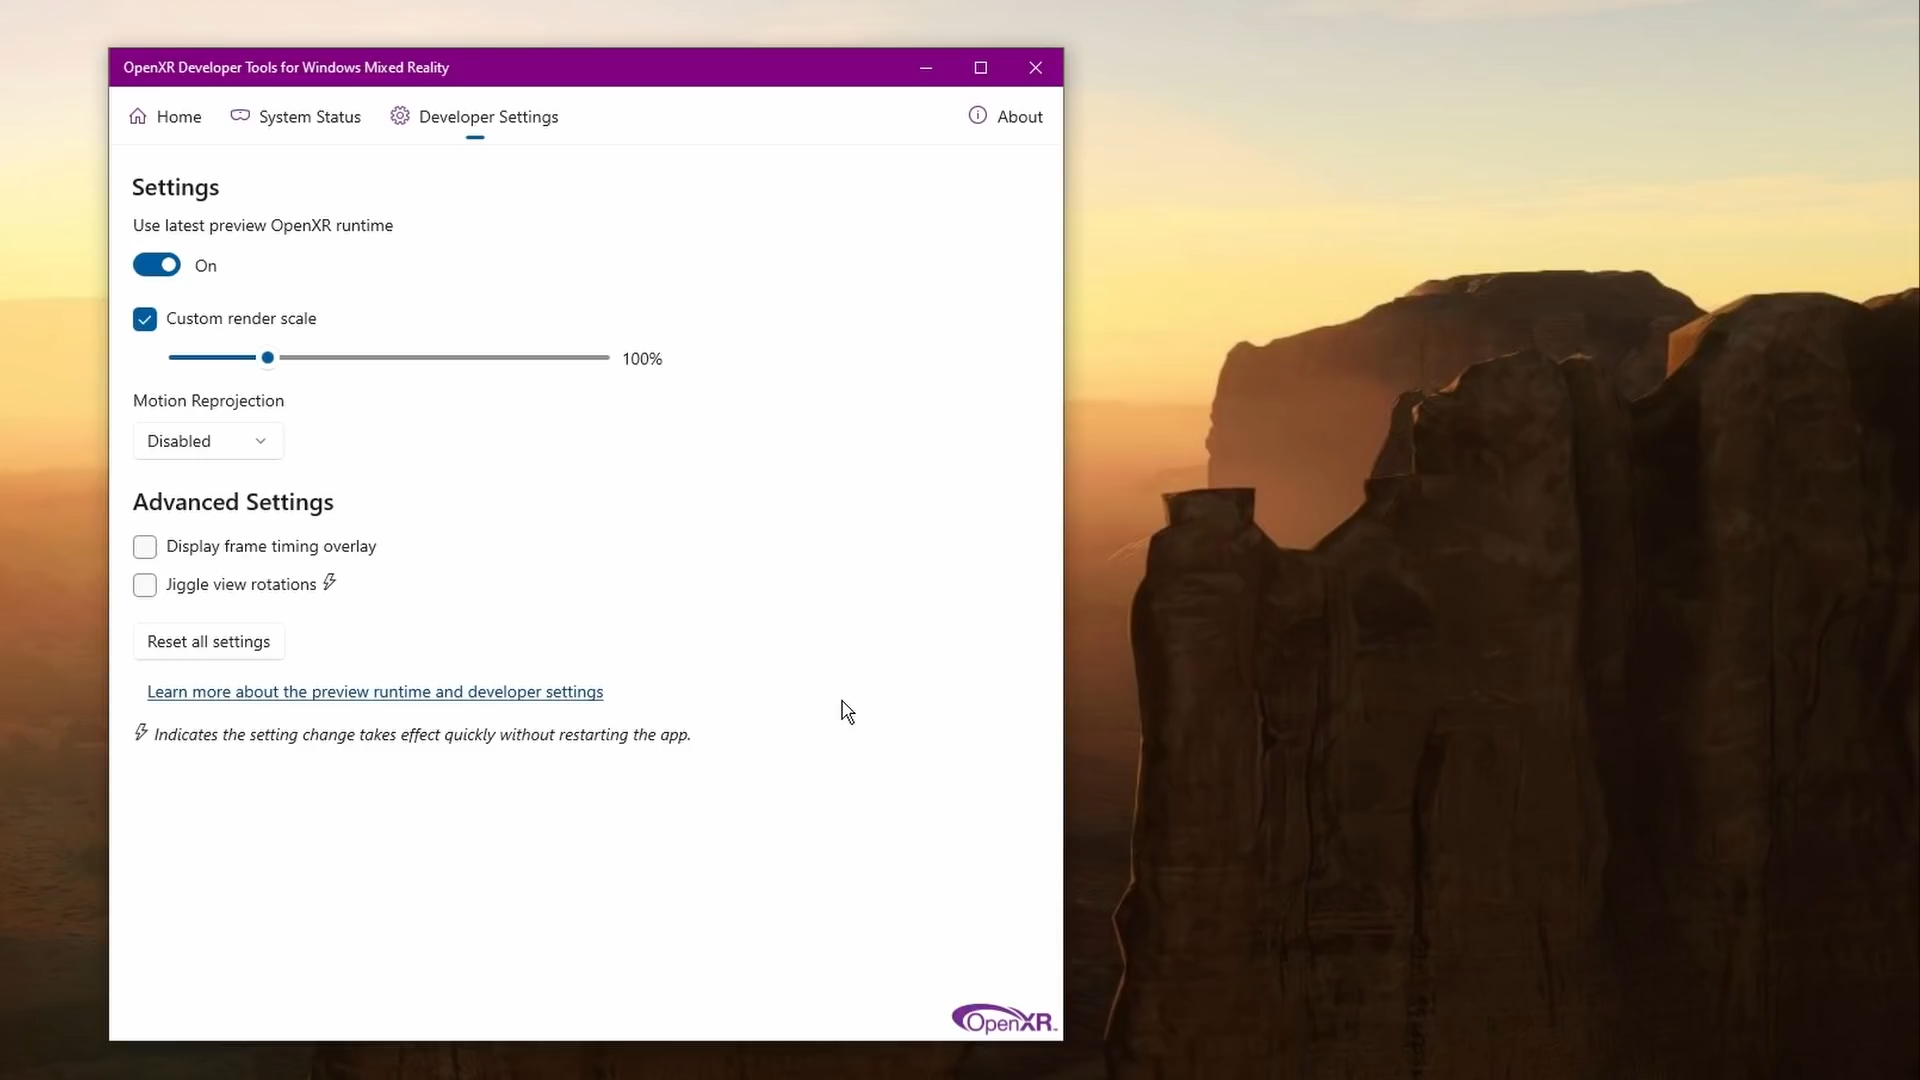 OpenXR Developer Tools for Windows Mixed Reality
Home System Status Developer Settings About
Settings
Use latest preview OpenXR runtime
On
Custom render scale
100%
Motion Reprojection
Disabled
Advanced Settings
Display frame timing overlay
Jiggle view rotations
Reset all settings
Learn more about the preview runtime and developer settings
Indicates the setting change takes effect quickly without restarting the app.
OpenXR